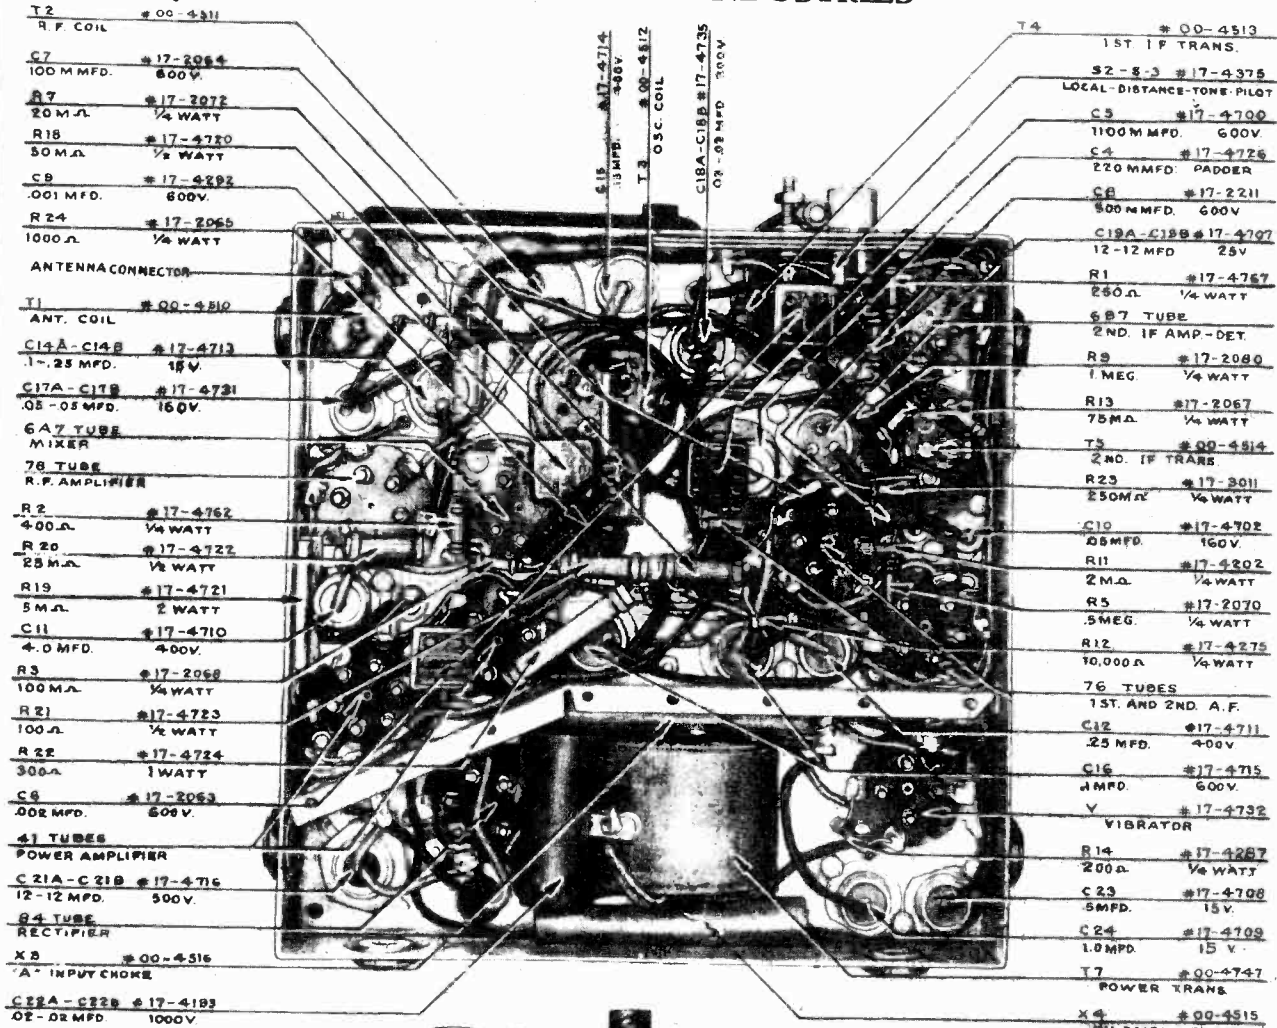 T2 #00-4511
R.F. COIL
C7 #17-2064
100 MMFD. 600V.
R7 #17-2072
20M Ω ¼ WATT
R18 #17-4720
50M Ω ½ WATT
C9 #17-4292
.001 MFD. 600V.
R24 #17-2065
1000 Ω ¼ WATT
ANTENNA CONNECTOR
T1 #00-4510
ANT. COIL
C14A-C14B #17-4713
.1-.25 MFD. 15V.
C17A-C17B #17-4731
.05-.05 MFD. 160V.
6A7 TUBE
MIXER
78 TUBE
R.F. AMPLIFIER
R2 #17-4762
400 Ω ¼ WATT
R20 #17-4722
25M Ω ½ WATT
R19 #17-4721
5M Ω 2 WATT
C11 #17-4710
4.0 MFD. 400V.
R3 #17-2068
100M Ω ¼ WATT
R21 #17-4723
100 Ω ½ WATT
R22 #17-4724
300 Ω 1 WATT
C6 #17-2063
.002 MFD. 600V.
41 TUBES
POWER AMPLIFIER
C21A-C21B #17-4716
12-12 MFD. 500V.
84 TUBE
RECTIFIER
X3 #00-4516
"A" INPUT CHOKE
C22A-C22B #17-4193
.02-.02 MFD. 1000V.
C15 #17-4714
400V.
T3 #00-4512
OSC. COIL
C18A-C18B #17-4735
T4 #00-4513
1ST. IF TRANS.
S2-S-3 #17-4375
LOCAL-DISTANCE-TONE-PILOT
C5 #17-4700
1100 MMFD. 600V.
C4 #17-4726
220 MMFD. PADDER
C8 #17-2211
500 MMFD. 600V
C19A-C19B #17-4707
12-12 MFD 25V
R1 #17-4767
250 Ω ¼ WATT
6B7 TUBE
2ND. IF AMP.-DET.
R9 #17-2080
1 MEG. ¼ WATT
R13 #17-2067
75M Ω ¼ WATT
T5 #00-4514
2ND. IF TRANS.
R23 #17-3011
250M Ω ¼ WATT
C10 #17-4702
.05 MFD. 160V.
R11 #17-4202
2M Ω ¼ WATT
R5 #17-2070
.5 MEG. ¼ WATT
R12 #17-4275
10,000 Ω ¼ WATT
76 TUBES
1ST. AND 2ND. A.F.
C12 #17-4711
.25 MFD. 400V
C16 #17-4715
.1 MFD. 600V.
V #17-4732
VIBRATOR
R14 #17-4287
200 Ω ¼ WATT
C23 #17-4708
.5 MFD. 15V.
C24 #17-4709
1.0 MFD. 15 V.
T7 #00-4747
POWER TRANS.
X4 #00-4515